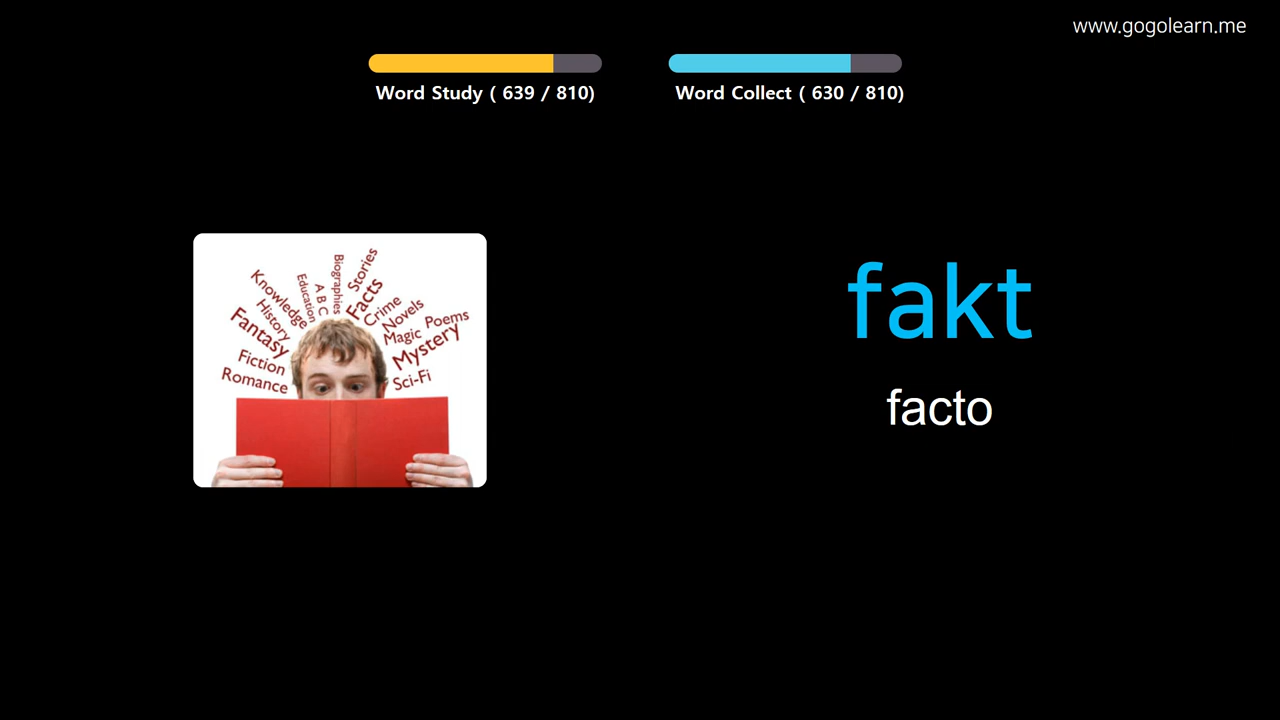 www.gogolearn.me
Word Study ( 639 / 810)
Word Collect ( 630 / 810)
Knowledge
History
Fantasy
Fiction
Romance
Education
A B C
Biographies
Stories
Facts
Crime
Novels
Magic
Poems
Mystery
Sci-Fi
fakt
facto